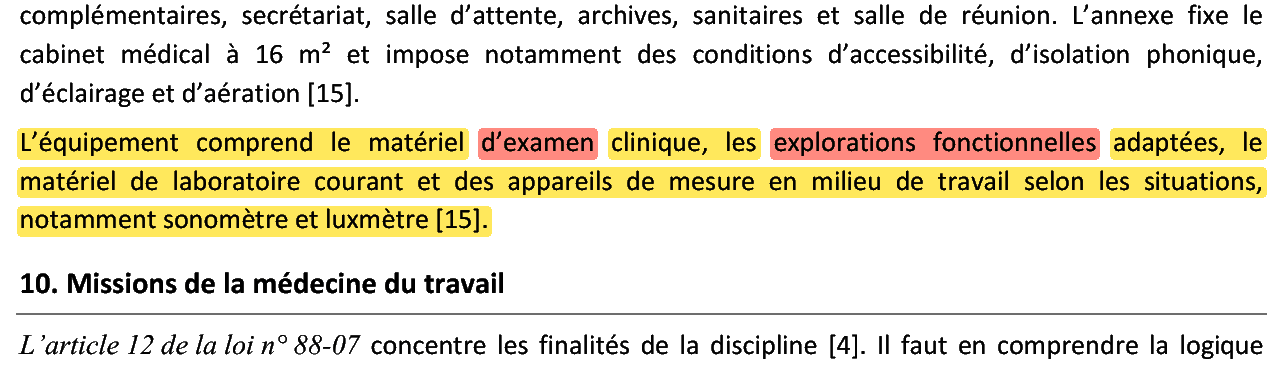 complémentaires, secrétariat, salle d’attente, archives, sanitaires et salle de réunion. L’annexe fixe le
cabinet médical à 16 m² et impose notamment des conditions d’accessibilité, d’isolation phonique,
d’éclairage et d’aération [15].
L’équipement comprend le matériel d’examen clinique, les explorations fonctionnelles adaptées, le
matériel de laboratoire courant et des appareils de mesure en milieu de travail selon les situations,
notamment sonomètre et luxmètre [15].
10. Missions de la médecine du travail
L’article 12 de la loi n° 88-07 concentre les finalités de la discipline [4]. Il faut en comprendre la logique